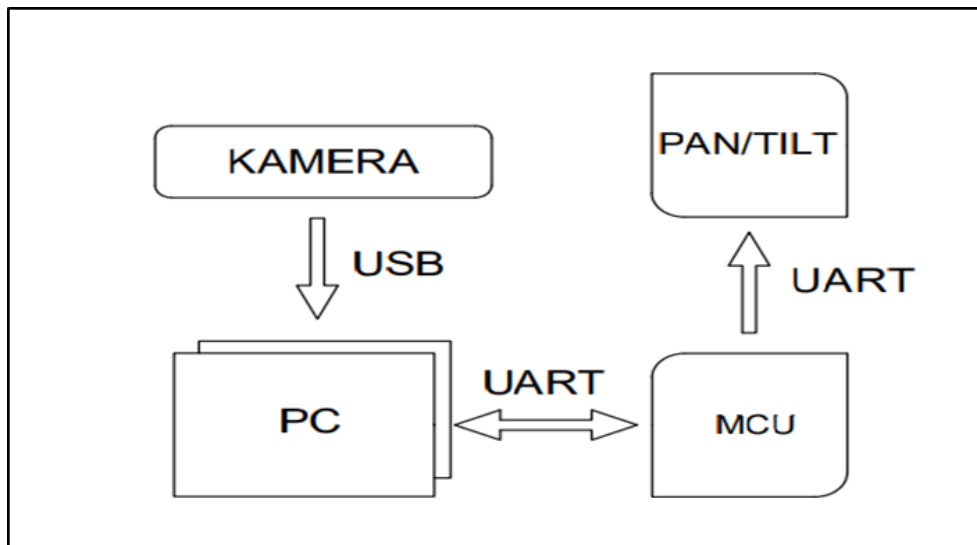 KAMERA
PAN/TILT
USB
UART
PC
UART
MCU